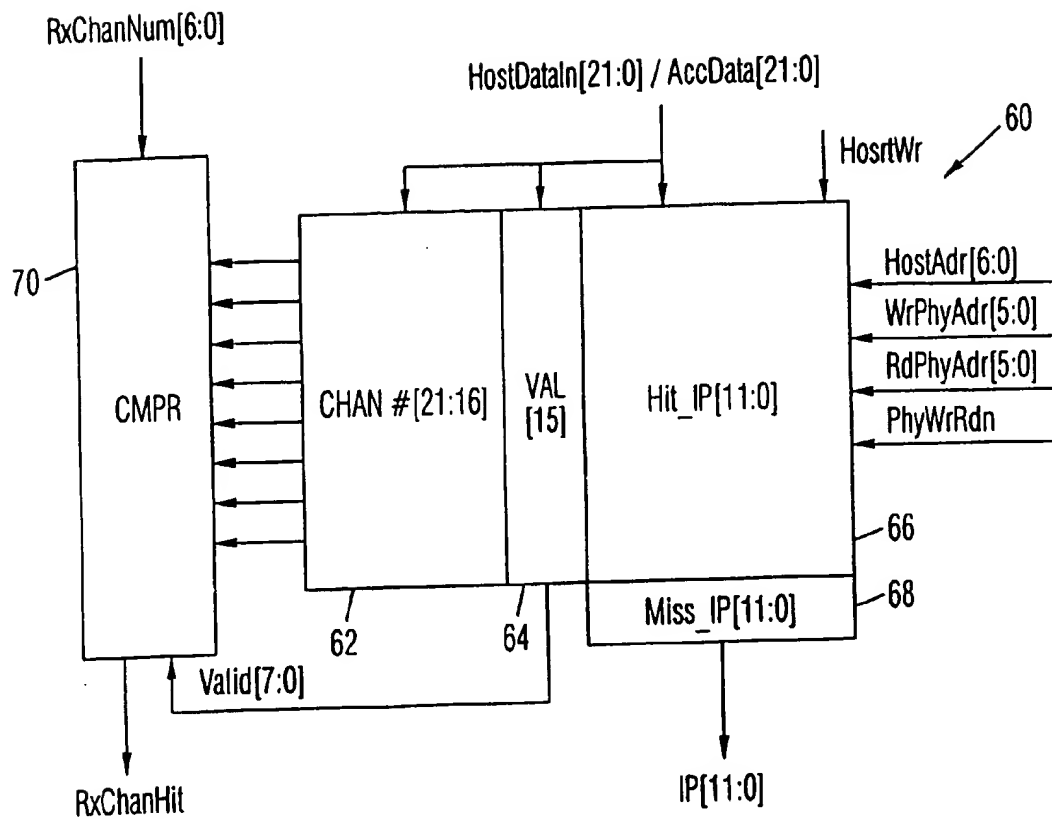 RxChanNum[6:0]
HostDataIn[21:0] / AccData[21:0]
HosrtWr
60
70
CMPR
CHAN #[21:16]
VAL
[15]
Hit_IP[11:0]
HostAdr[6:0]
WrPhyAdr[5:0]
RdPhyAdr[5:0]
PhyWrRdn
66
68
Miss_IP[11:0]
62
64
Valid[7:0]
RxChanHit
IP[11:0]